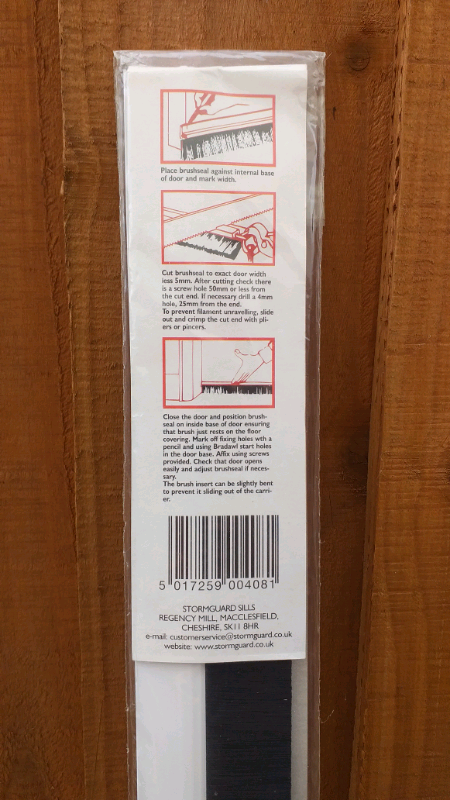 Place brushseal against internal base
of door and mark width.
Cut brushseal to exact door width
less 5mm. After cutting check there
is a screw hole 50mm or less from
the cut end. If necessary drill a 4mm
hole, 25mm from the end.
To prevent filament unravelling, slide
out and crimp the cut end with pli-
ers or pincers.
Close the door and position brush-
seal on inside base of door ensuring
that brush just rests on the floor
covering. Mark off fixing holes wth a
pencil and using Bradawl start holes
in the door base. Affix using screws
provided. Check that door opens
easily and adjust brushseal if neces-
sary.
The brush insert can be slightly bent
to prevent it sliding out of the carri-
er.
5 017259 004081
STORMGUARD SILLS
REGENCY MILL, MACCLESFIELD,
CHESHIRE, SK11 8HR
e-mail: customerservice@stormguard.co.uk
website: www.stormguard.co.uk